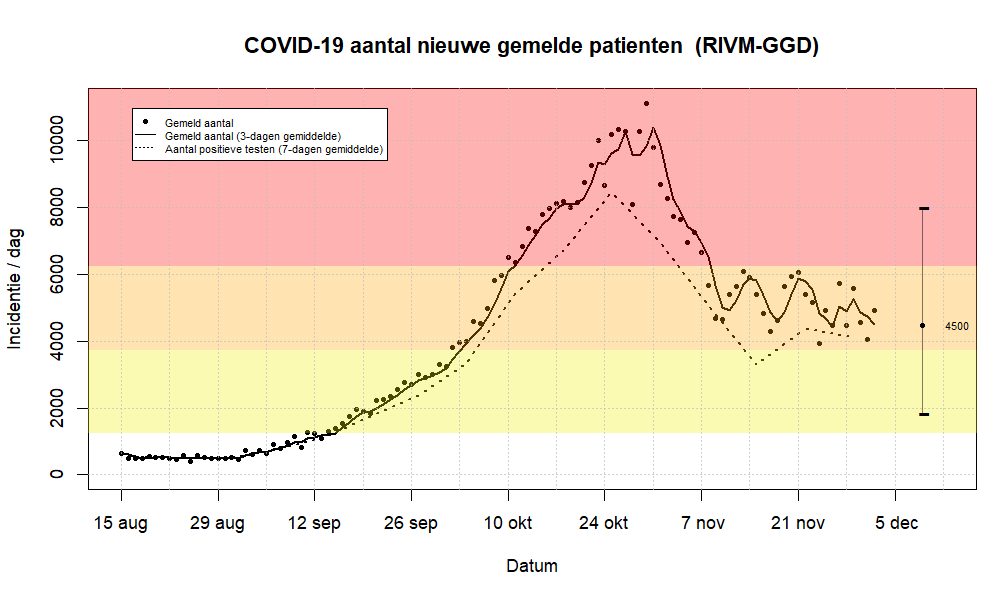 COVID-19 aantal nieuwe gemelde patienten (RIVM-GGD)
Gemeld aantal
Gemeld aantal (3-dagen gemiddelde)
Aantal positieve testen (7-dagen gemiddelde)
Incidentie / dag
10000
8000
6000
4000
2000
0
4500
15 aug 29 aug 12 sep 26 sep 10 okt 24 okt 7 nov 21 nov 5 dec
Datum